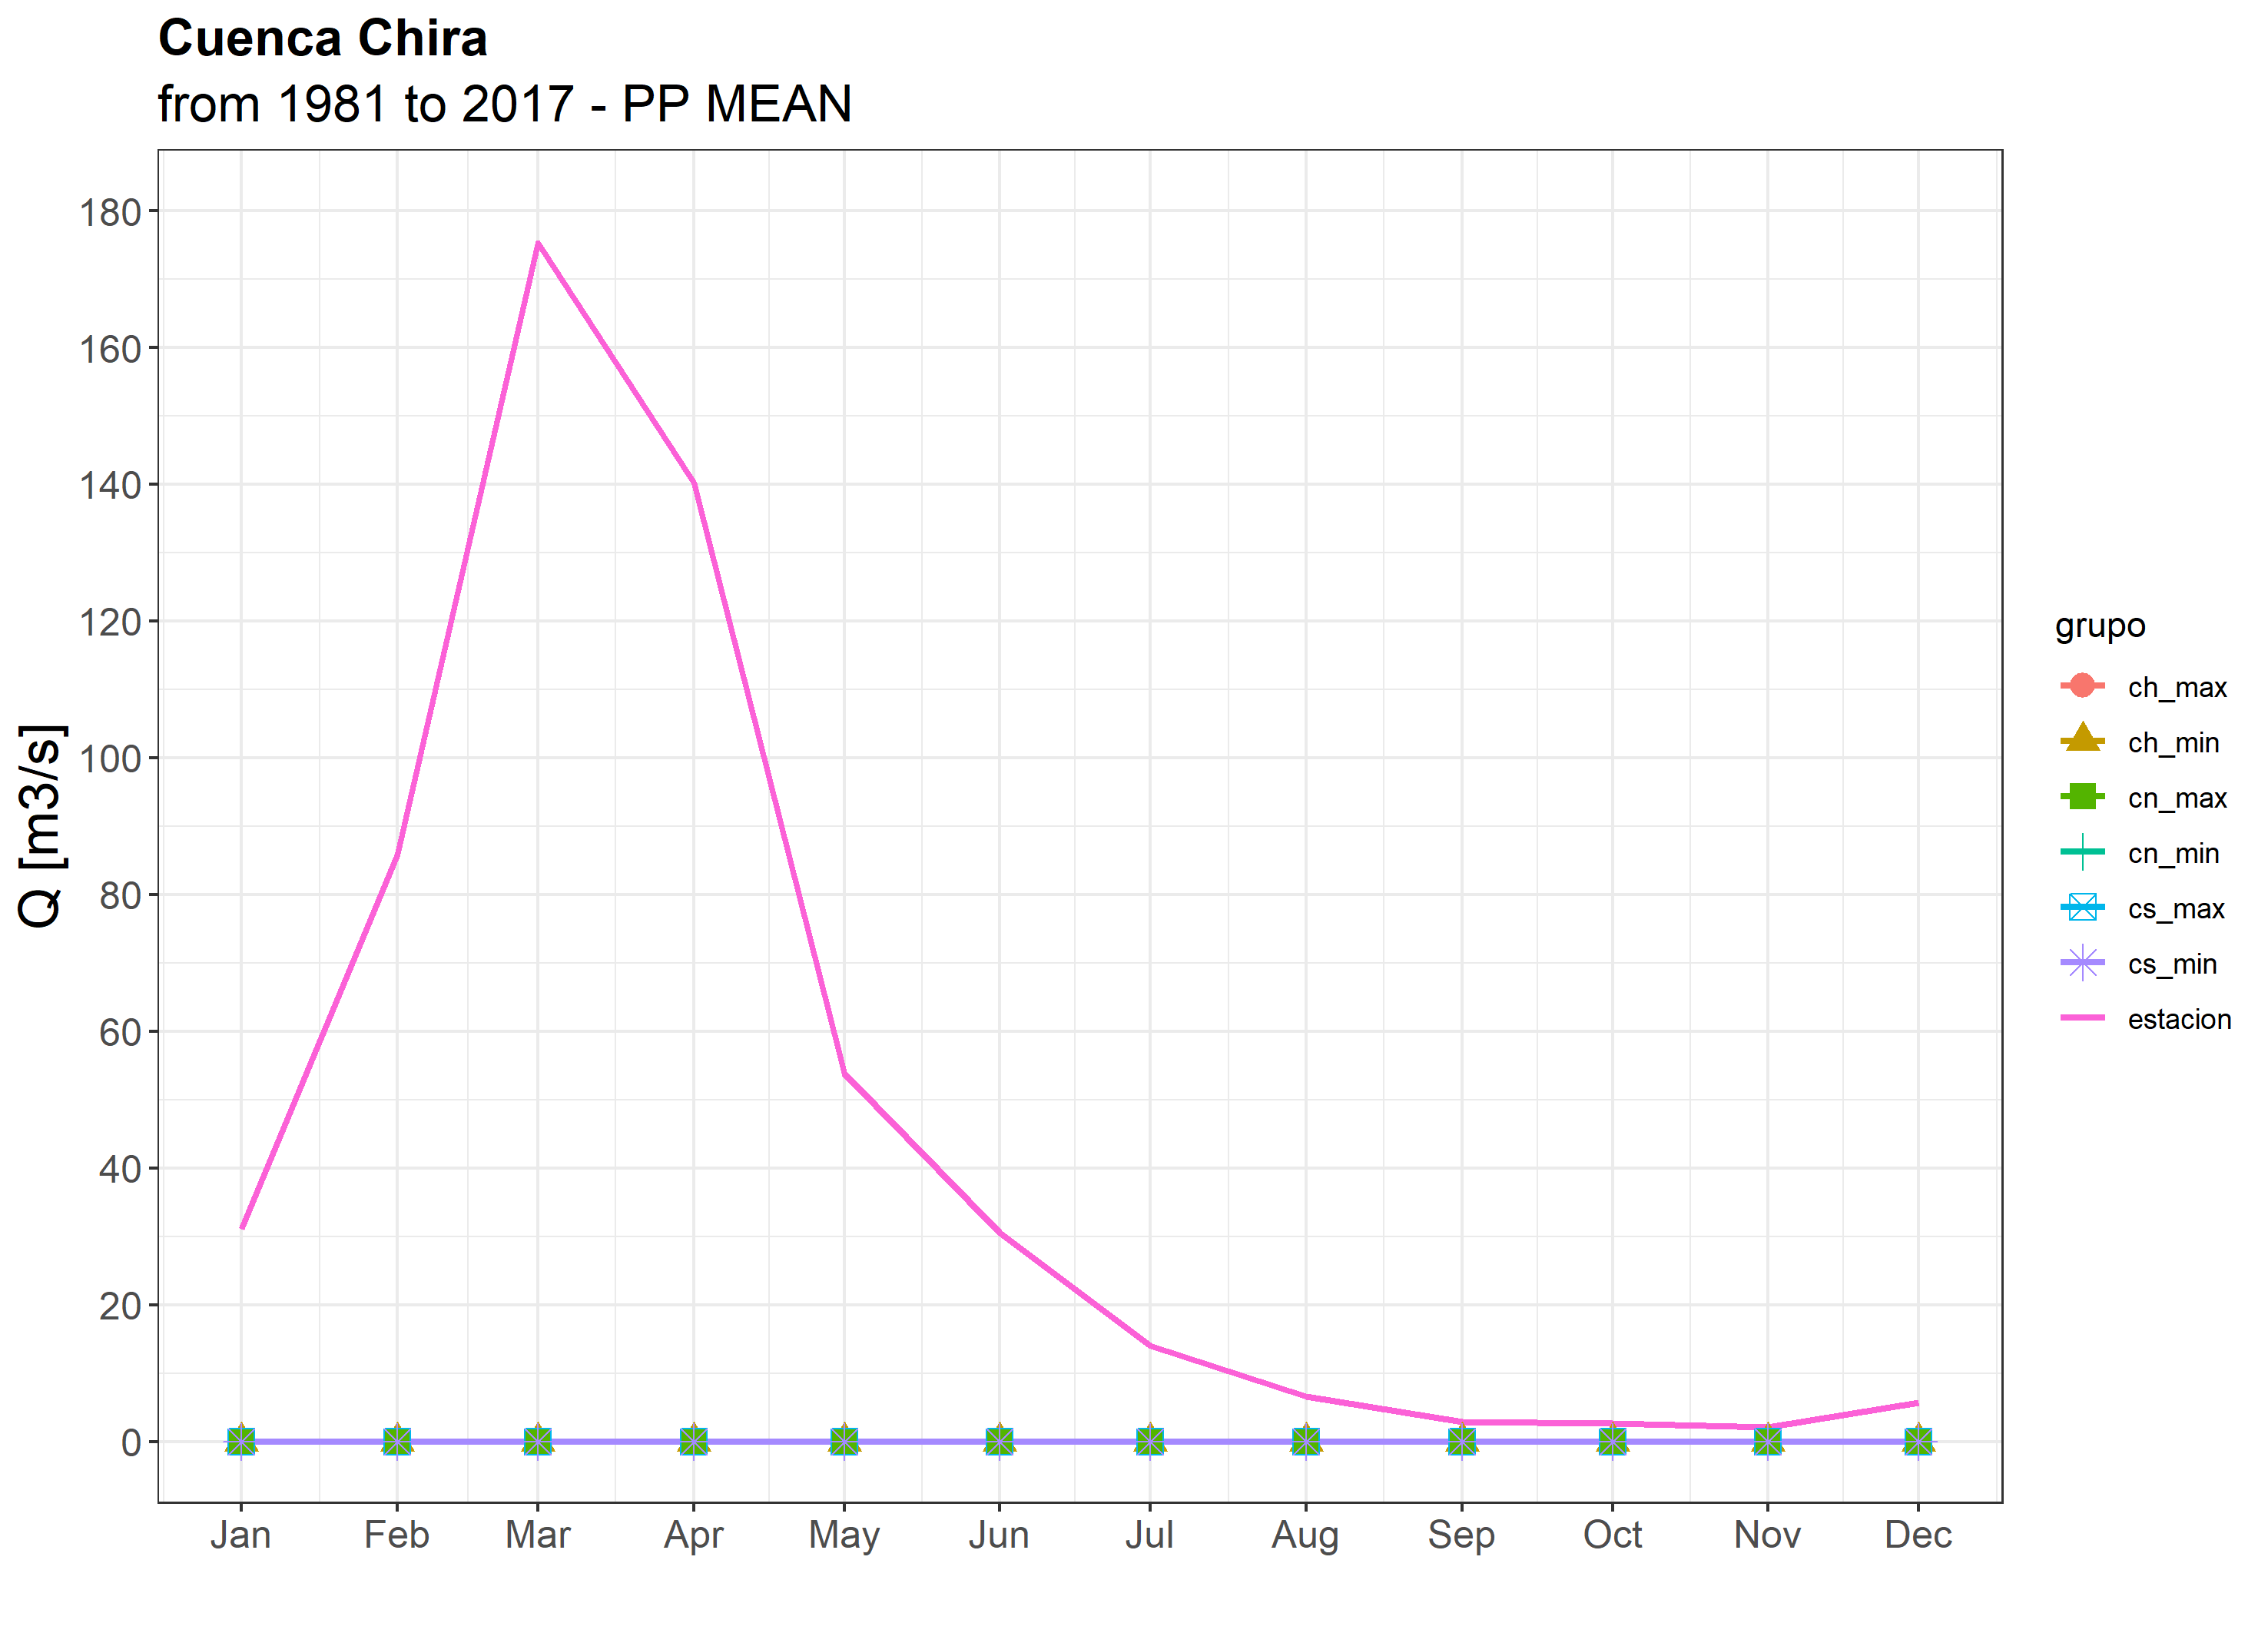 Cuenca Chira
from 1981 to 2017 - PP MEAN
Q [m3/s]
180
160
140
120
100
80
60
40
20
0
Jan Feb Mar Apr May Jun Jul Aug Sep Oct Nov Dec
grupo
ch_max
ch_min
cn_max
cn_min
cs_max
cs_min
estacion